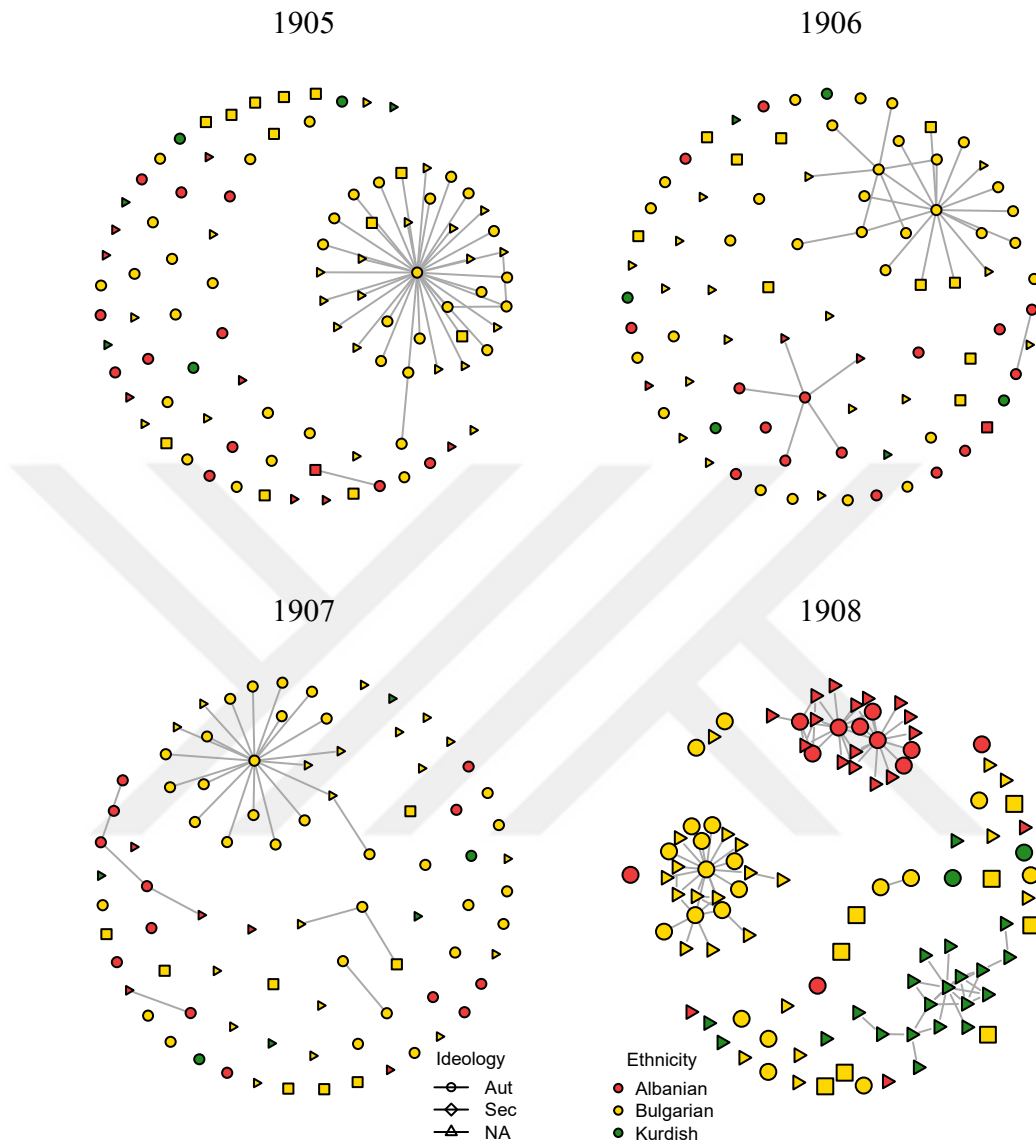 1905
1906
1907
1908
Ideology
Aut
Sec
NA
Ethnicity
Albanian
Bulgarian
Kurdish